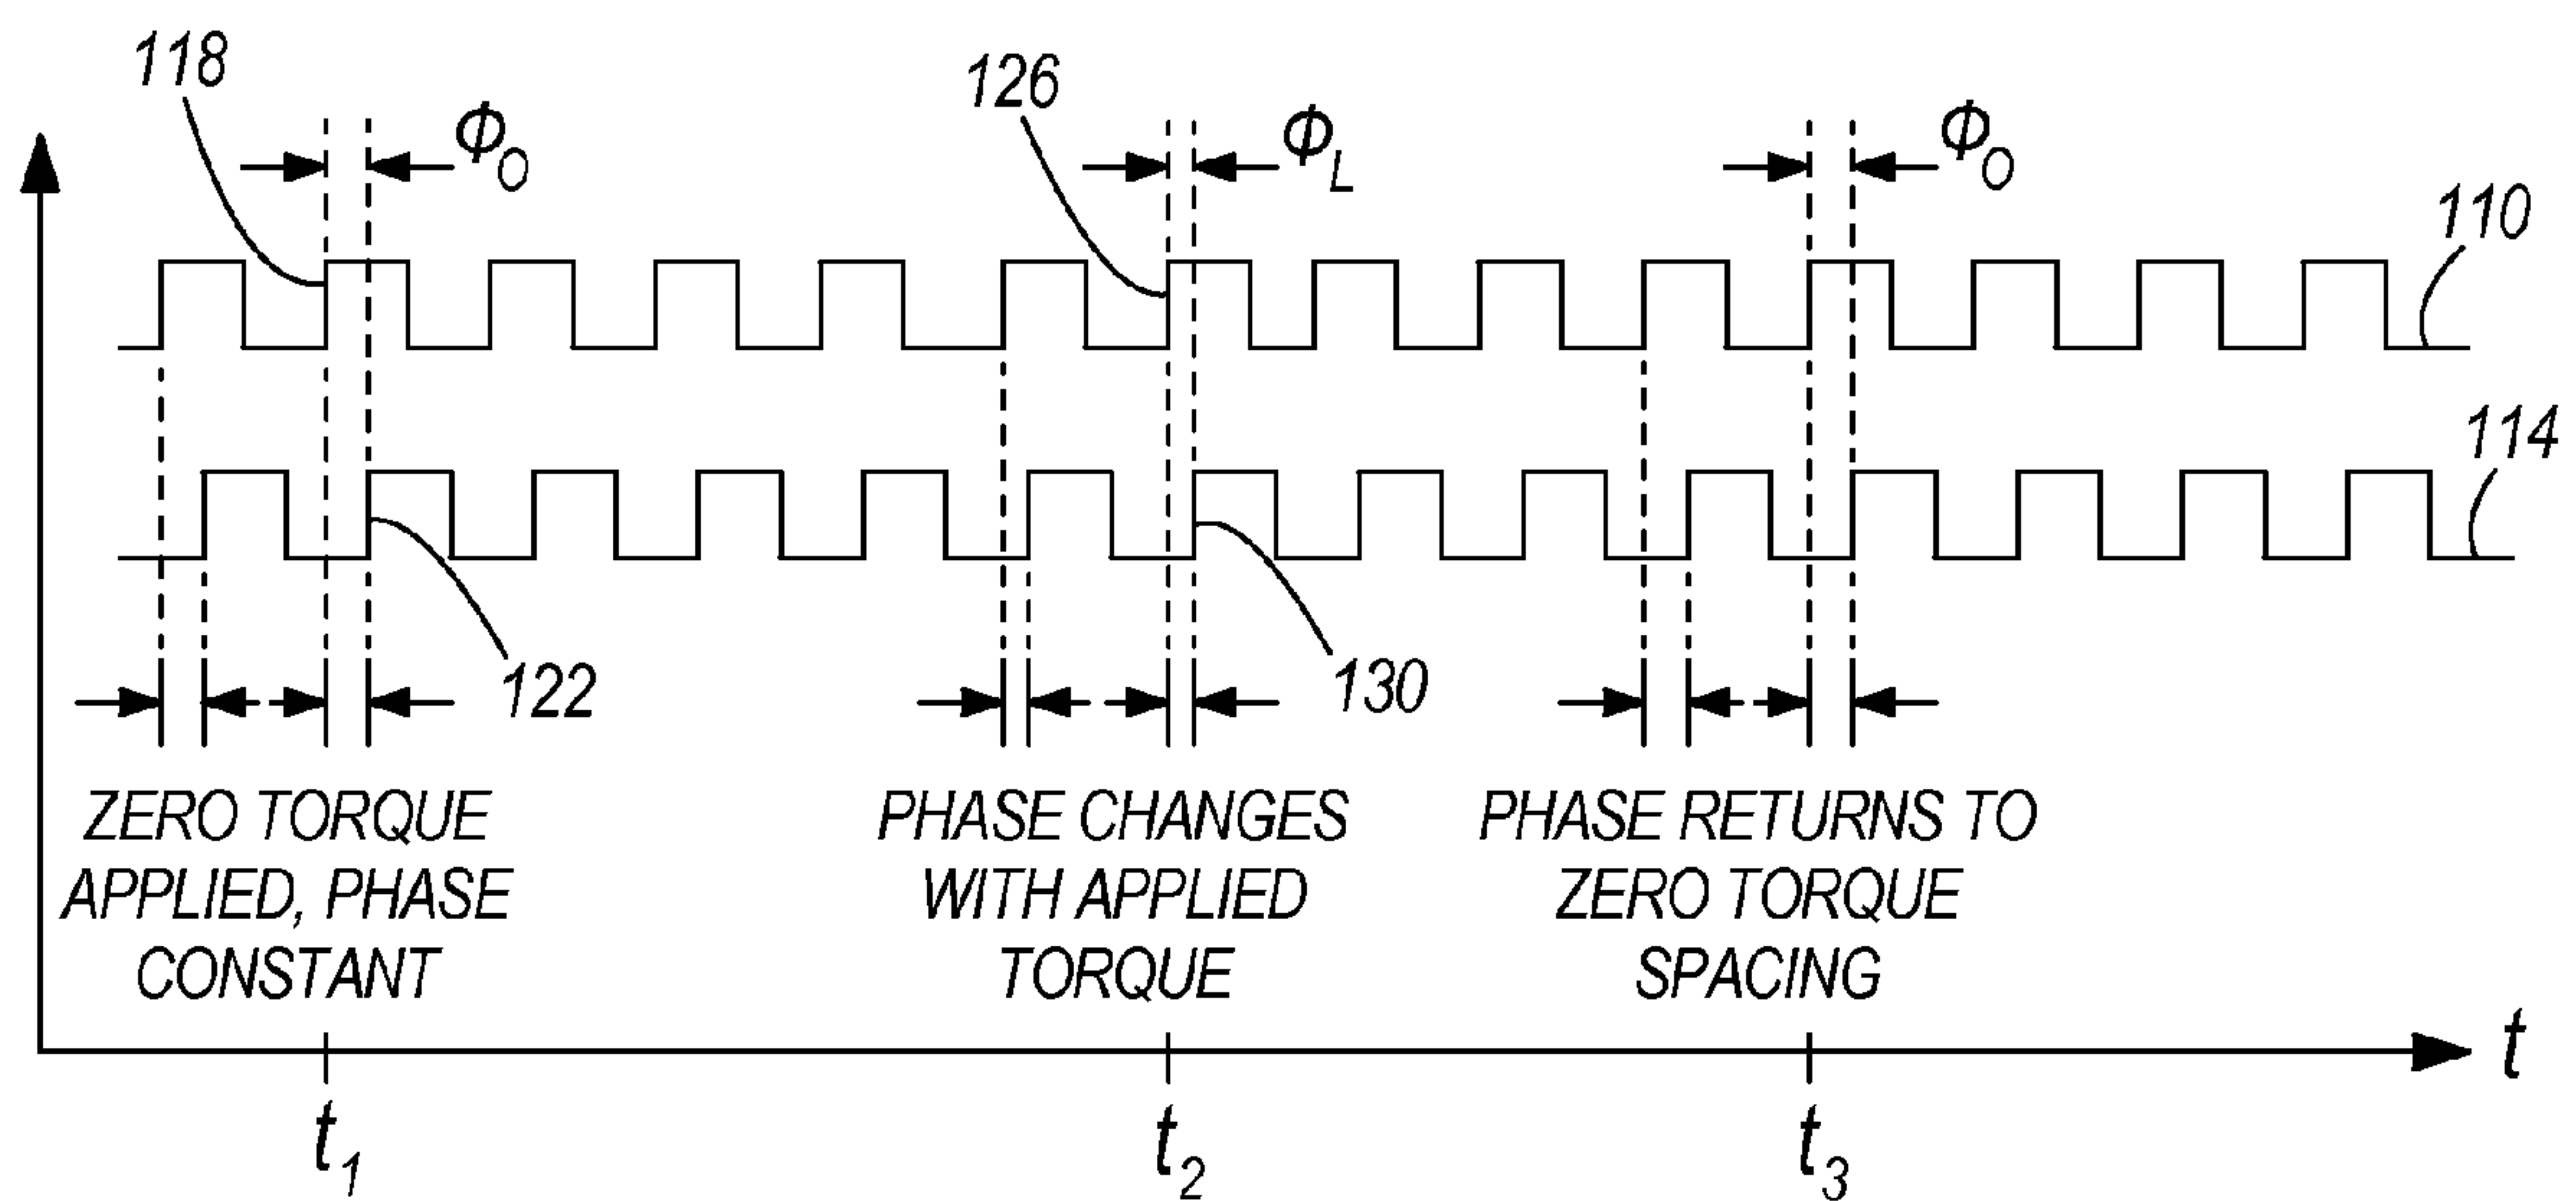 118
Φ0
126
ΦL
Φ0
110
114
122
130
ZERO TORQUE
APPLIED, PHASE
CONSTANT
PHASE CHANGES
WITH APPLIED
TORQUE
PHASE RETURNS TO
ZERO TORQUE
SPACING
t
t1
t2
t3